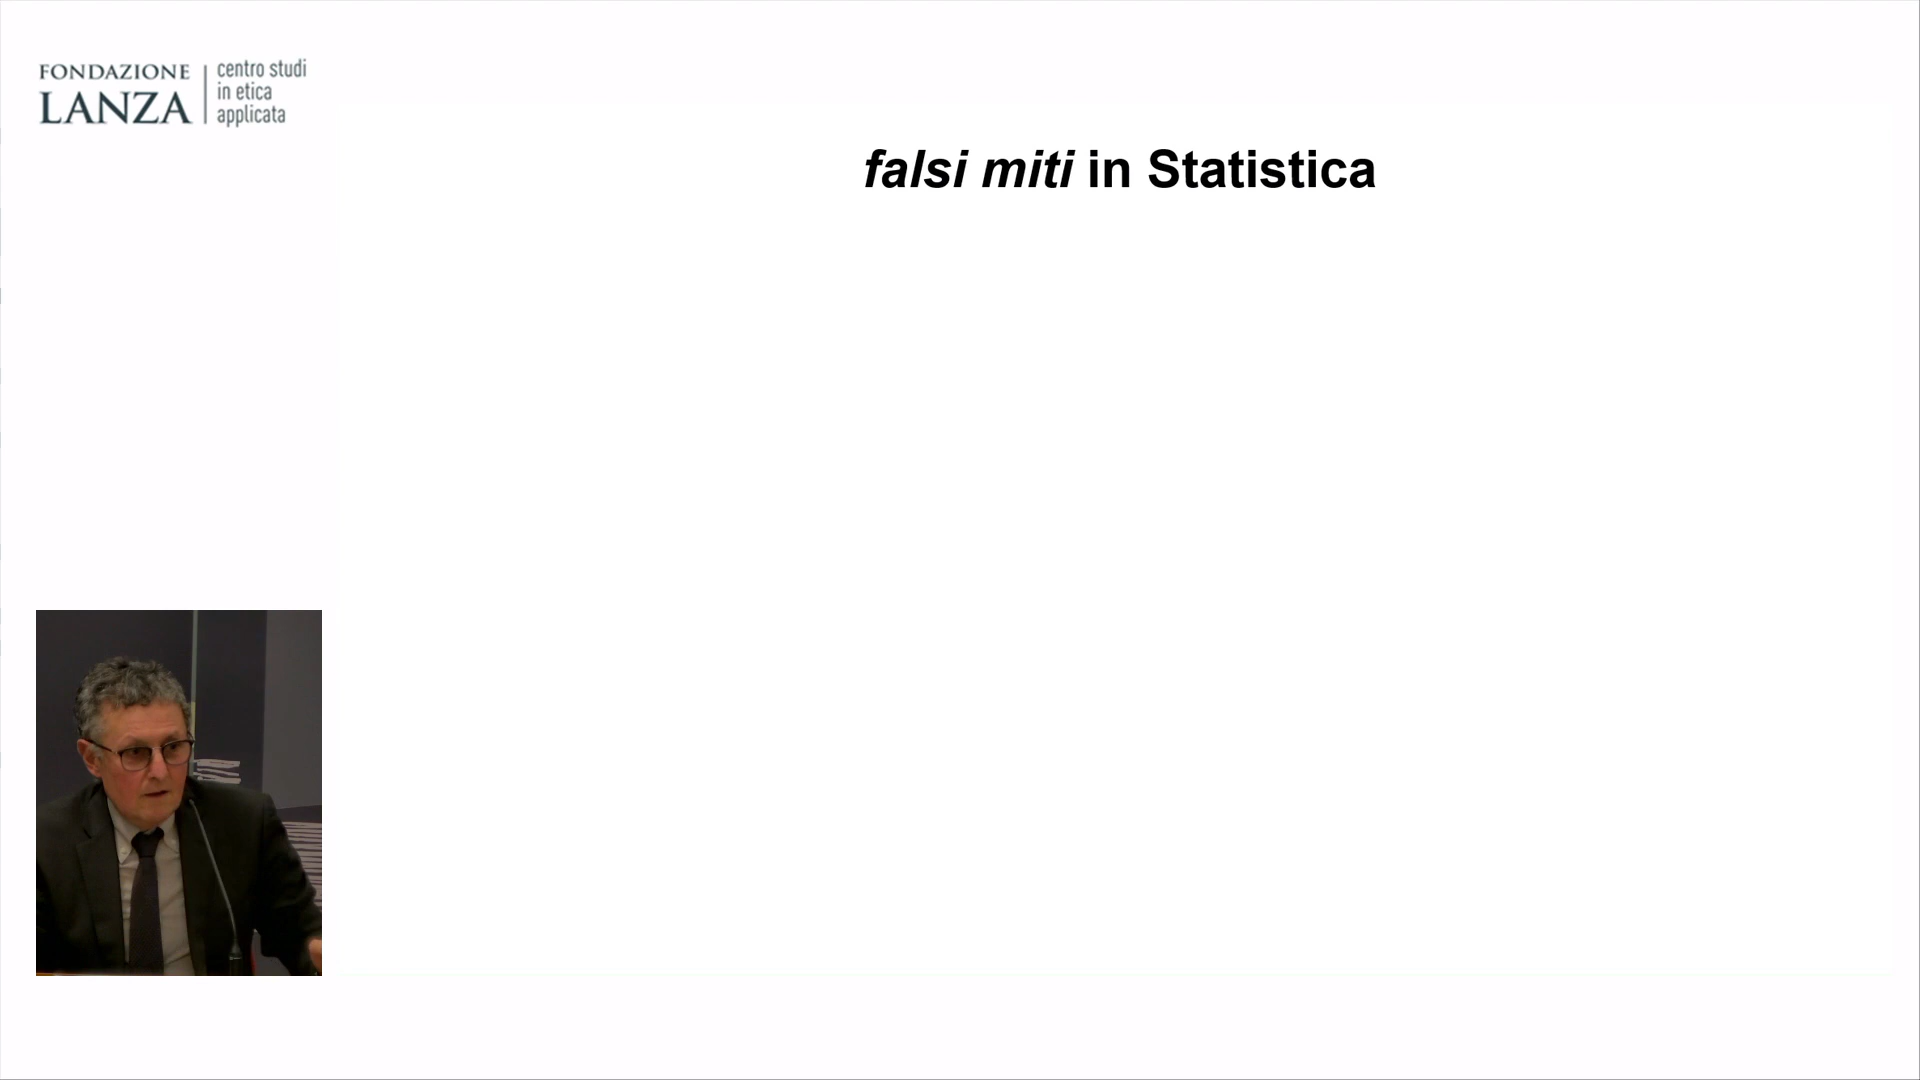 FONDAZIONE
LANZA
centro studi
in etica
applicata
falsi miti in Statistica